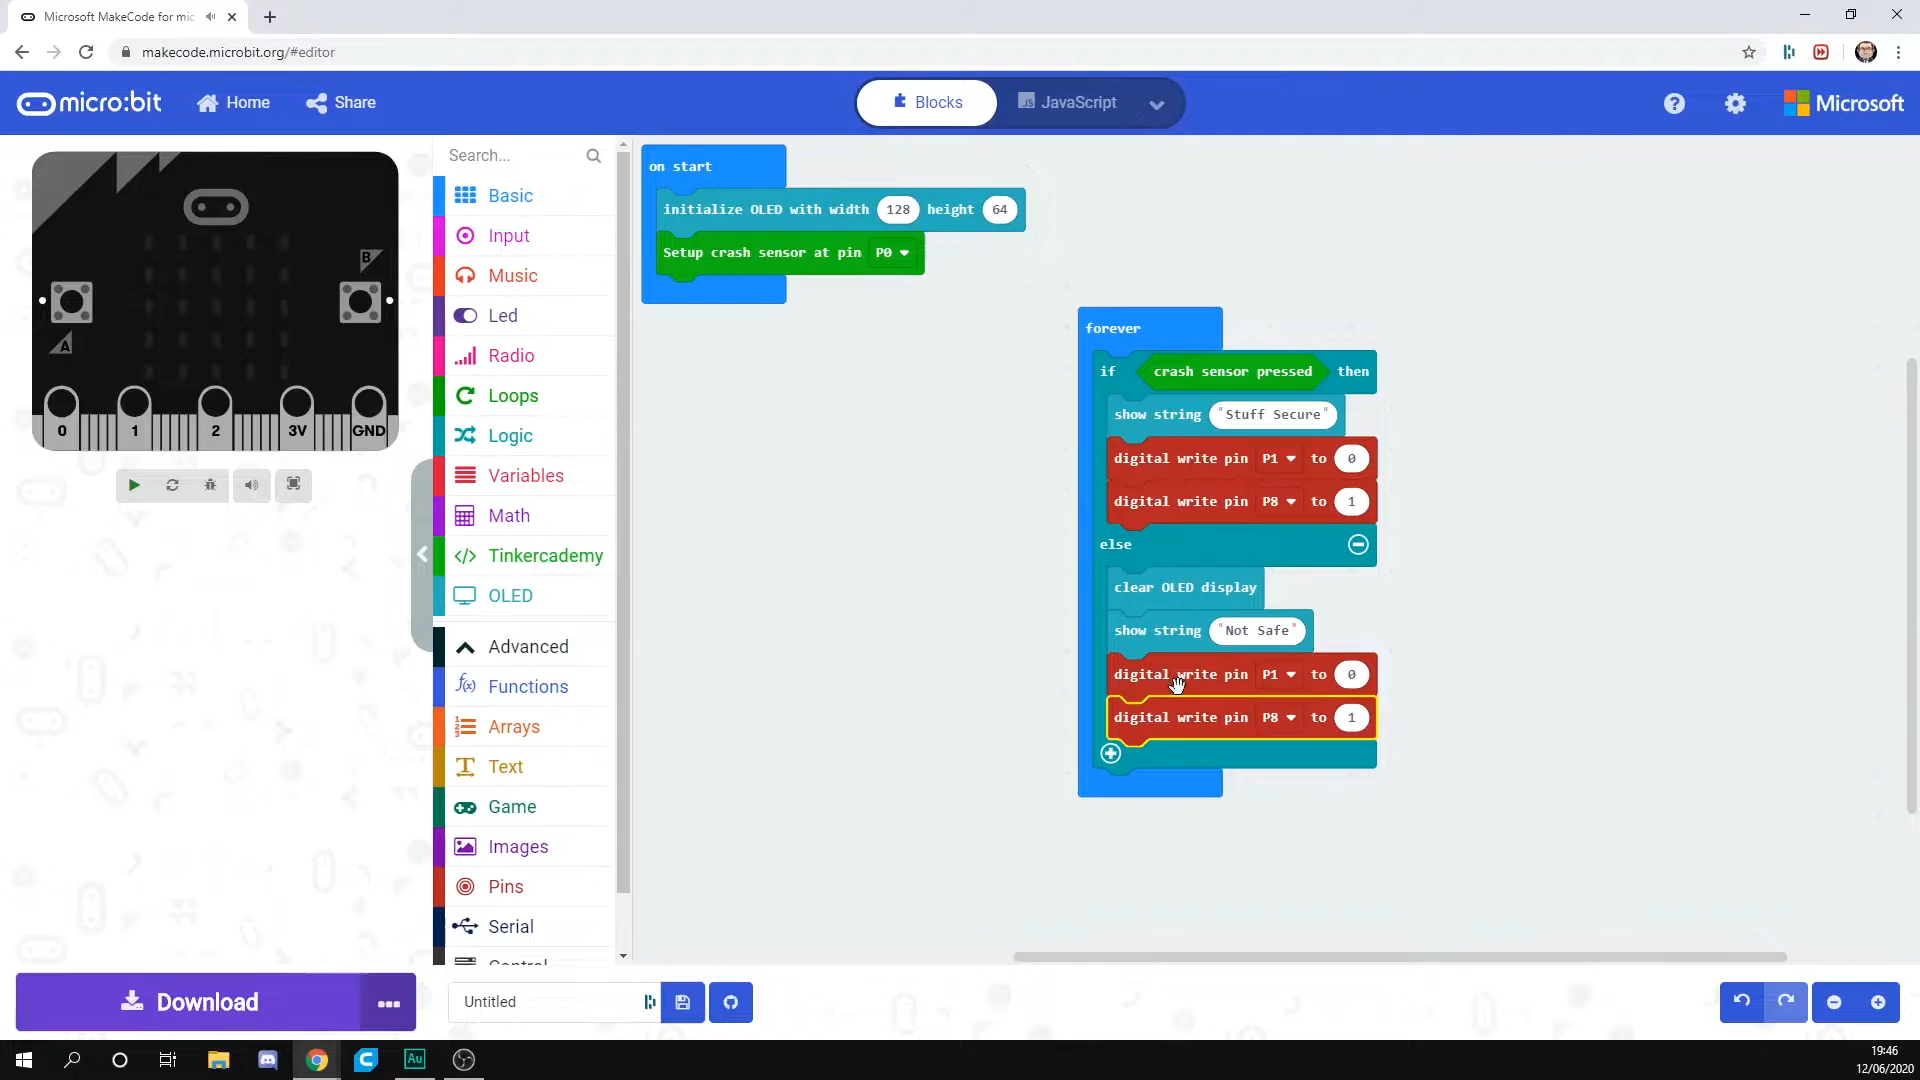 Microsoft MakeCode for mic
makecode.microbit.org/#editor
micro:bit
Home
Share
Blocks
JS
JavaScript
?
Microsoft
B
A
0
1
2
3V
GND
Search...
Basic
Input
Music
Led
Radio
Loops
Logic
Variables
Math
Tinkercademy
OLED
Advanced
f(x) Functions
Arrays
Text
Game
Images
Pins
Serial
Control
on start
initialize OLED with width 128 height 64
Setup crash sensor at pin P0
forever
if crash sensor pressed then
show string "Stuff Secure"
digital write pin P1 to 0
digital write pin P8 to 1
else
clear OLED display
show string "Not Safe"
digital write pin P1 to 0
digital write pin P8 to 1
Download
...
Untitled
Au
19:46
12/06/2020